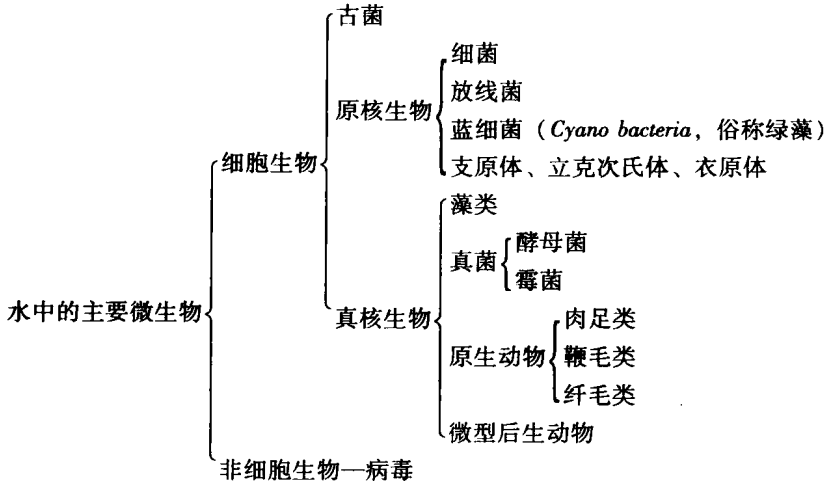 古菌
细菌
原核生物
放线菌
蓝细菌（Cyano bacteria，俗称绿藻）
细胞生物
支原体、立克次氏体、衣原体
藻类
真菌
酵母菌
霉菌
水中的主要微生物
真核生物
肉足类
原生动物
鞭毛类
纤毛类
微型后生动物
非细胞生物—病毒